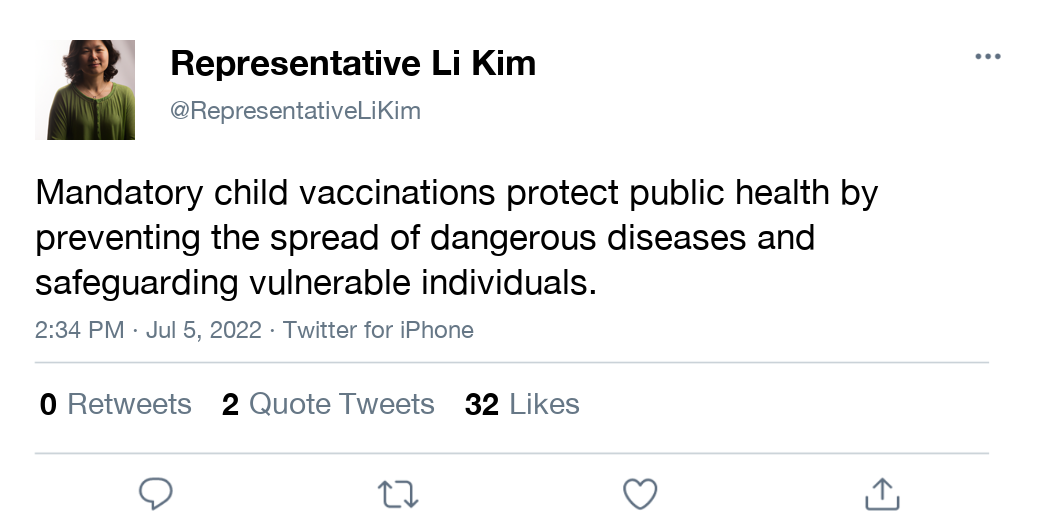 Representative Li Kim
@RepresentativeLiKim
Mandatory child vaccinations protect public health by
preventing the spread of dangerous diseases and
safeguarding vulnerable individuals.
2:34 PM · Jul 5, 2022 · Twitter for iPhone
0 Retweets 2 Quote Tweets 32 Likes